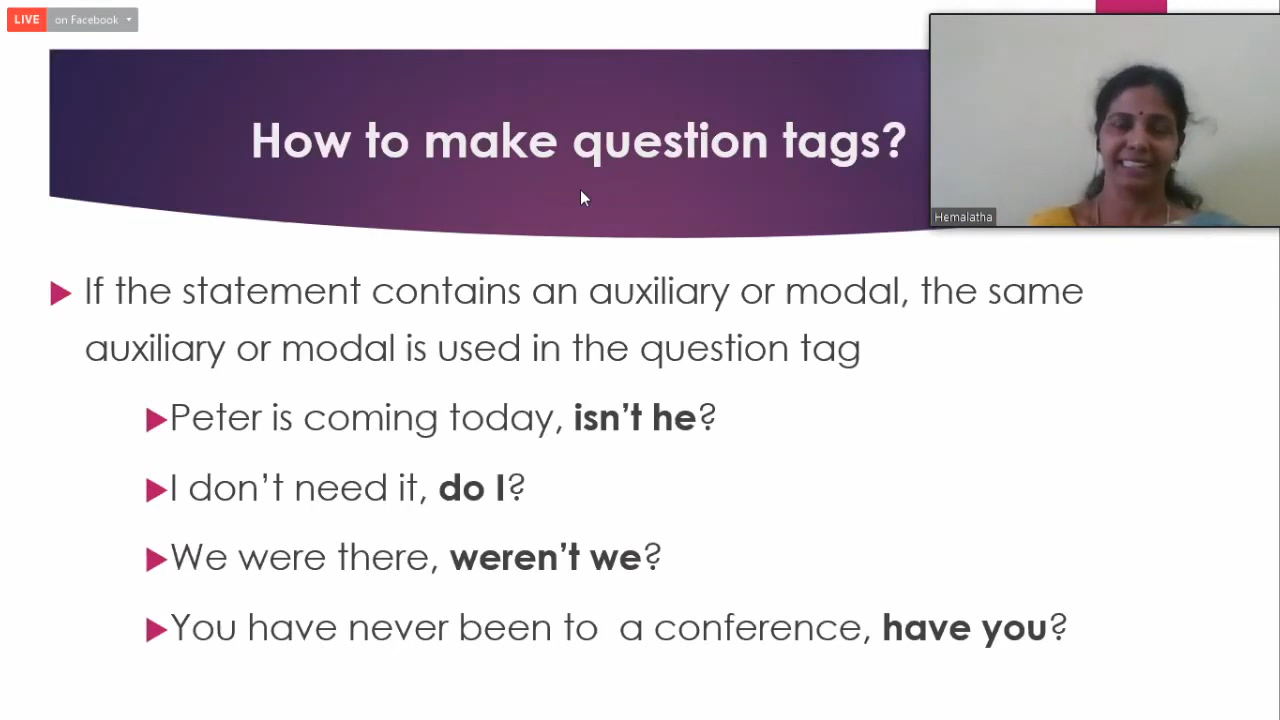 LIVE on Facebook
How to make question tags?
Hemalatha
If the statement contains an auxiliary or modal, the same
auxiliary or modal is used in the question tag
Peter is coming today, isn't he?
I don't need it, do I?
We were there, weren't we?
You have never been to a conference, have you?